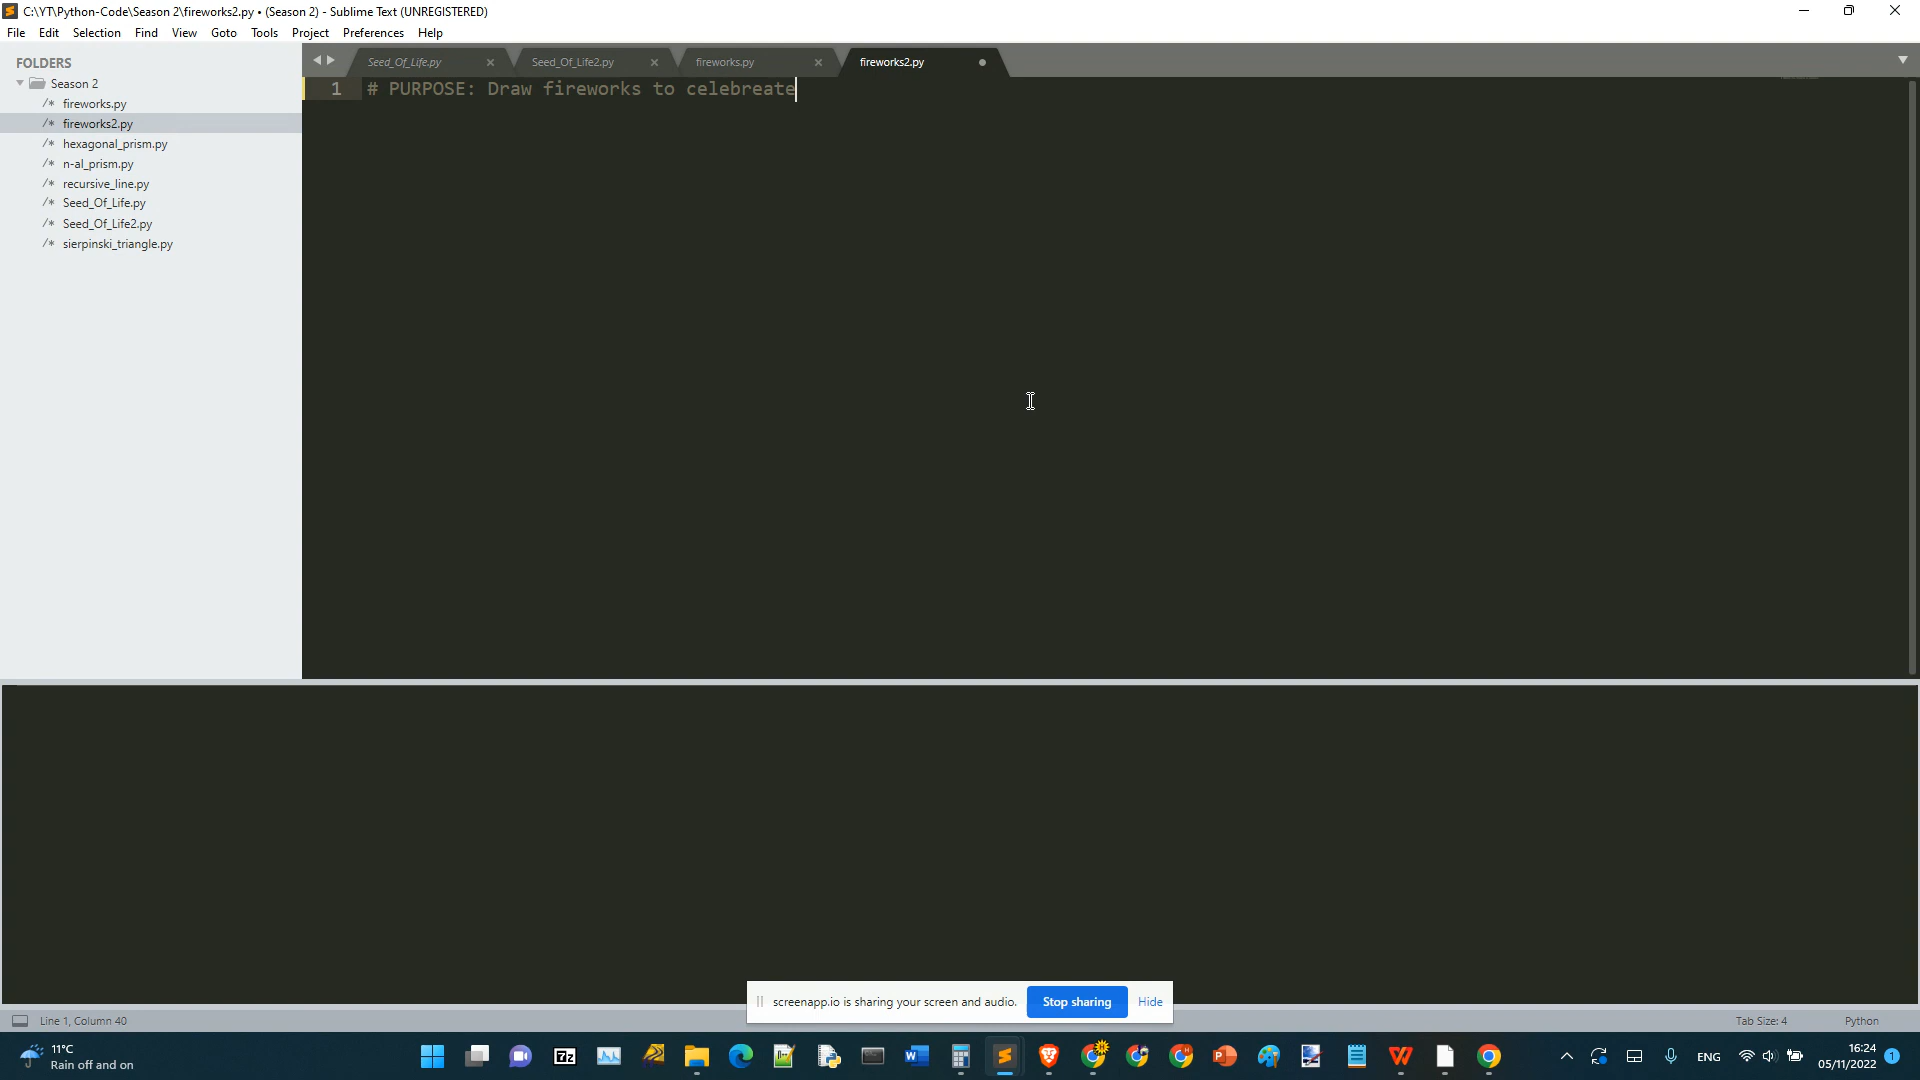 C:\YT\Python-Code\Season 2\fireworks2.py • (Season 2) - Sublime Text (UNREGISTERED)
File Edit Selection Find View Goto Tools Project Preferences Help
FOLDERS
Season 2
/* fireworks.py
/* fireworks2.py
/* hexagonal_prism.py
/* n-al_prism.py
/* recursive_line.py
/* Seed_Of_Life.py
/* Seed_Of_Life2.py
/* sierpinski_triangle.py
Seed_Of_Life.py Seed_Of_Life2.py fireworks.py fireworks2.py
1 # PURPOSE: Draw fireworks to celebreate
screenapp.io is sharing your screen and audio. Stop sharing Hide
Line 1, Column 40 Tab Size: 4 Python
11°C
Rain off and on
ENG
16:24
05/11/2022
1